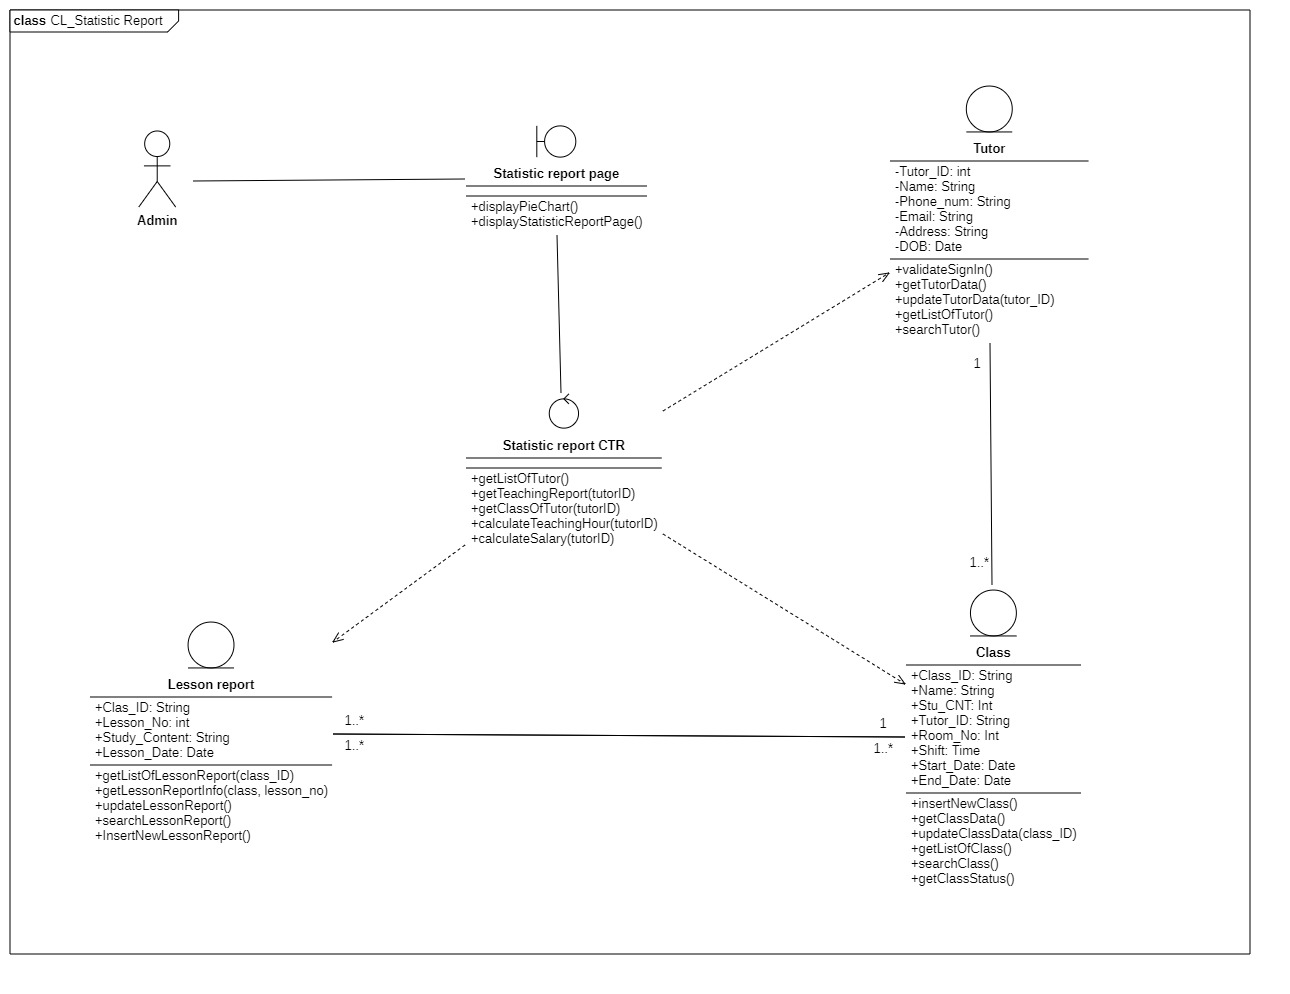 class CL_Statistic Report
Admin
Statistic report page
+displayPieChart()
+displayStatisticReportPage()
Tutor
-Tutor_ID: int
-Name: String
-Phone_num: String
-Email: String
-Address: String
-DOB: Date
+validateSignIn()
+getTutorData()
+updateTutorData(tutor_ID)
+getListOfTutor()
+searchTutor()
1
1..*
Statistic report CTR
+getListOfTutor()
+getTeachingReport(tutorID)
+getClassOfTutor(tutorID)
+calculateTeachingHour(tutorID)
+calculateSalary(tutorID)
Lesson report
+Clas_ID: String
+Lesson_No: int
+Study_Content: String
+Lesson_Date: Date
+getListOfLessonReport(class_ID)
+getLessonReportInfo(class, lesson_no)
+updateLessonReport()
+searchLessonReport()
+InsertNewLessonReport()
1..*
1..*
1
1..*
Class
+Class_ID: String
+Name: String
+Stu_CNT: Int
+Tutor_ID: String
+Room_No: Int
+Shift: Time
+Start_Date: Date
+End_Date: Date
+insertNewClass()
+getClassData()
+updateClassData(class_ID)
+getListOfClass()
+searchClass()
+getClassStatus()